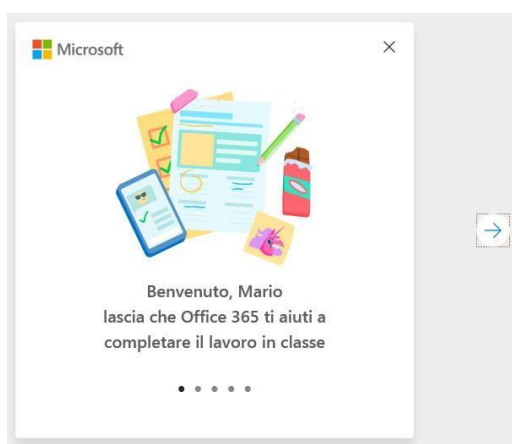 Microsoft
Benvenuto, Mario
lascia che Office 365 ti aiuti a
completare il lavoro in classe